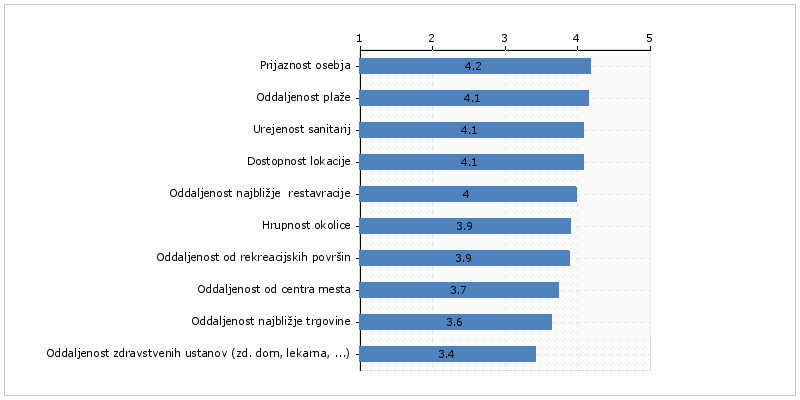 1 2 3 4 5
Prijaznost osebja 4.2
Oddaljenost plaže 4.1
Urejenost sanitarij 4.1
Dostopnost lokacije 4.1
Oddaljenost najbližje restavracije 4
Hrupnost okolice 3.9
Oddaljenost od rekreacijskih površin 3.9
Oddaljenost od centra mesta 3.7
Oddaljenost najbližje trgovine 3.6
Oddaljenost zdravstvenih ustanov (zd. dom, lekarna, ...) 3.4